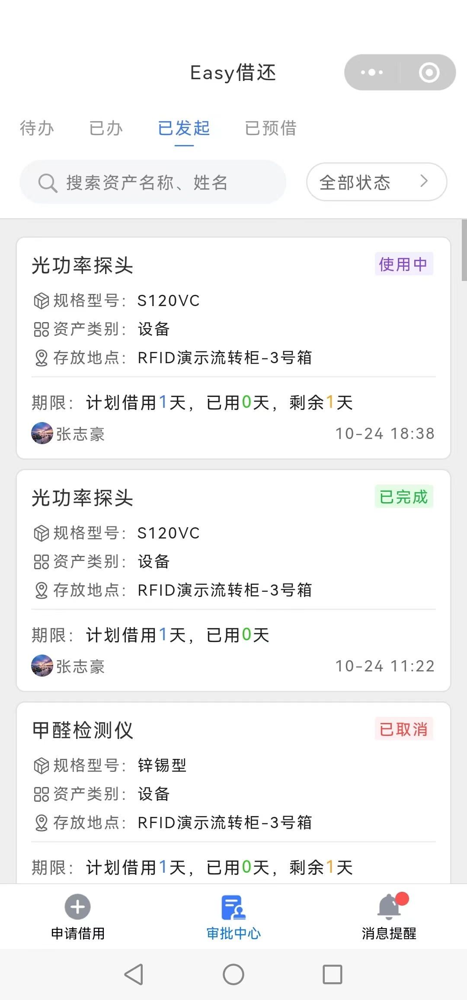 Easy借还
待办 已办 已发起 已预借
搜索资产名称、姓名 全部状态
光功率探头 使用中
规格型号： S120VC
资产类别： 设备
存放地点： RFID演示流转柜-3号箱
期限： 计划借用1天，已用0天，剩余1天
张志豪 10-24 18:38
光功率探头 已完成
规格型号： S120VC
资产类别： 设备
存放地点： RFID演示流转柜-3号箱
期限： 计划借用1天，已用0天
张志豪 10-24 11:22
甲醛检测仪 已取消
规格型号： 锌锡型
资产类别： 设备
存放地点： RFID演示流转柜-3号箱
期限： 计划借用1天，已用0天，剩余1天
申请借用 审批中心 消息提醒